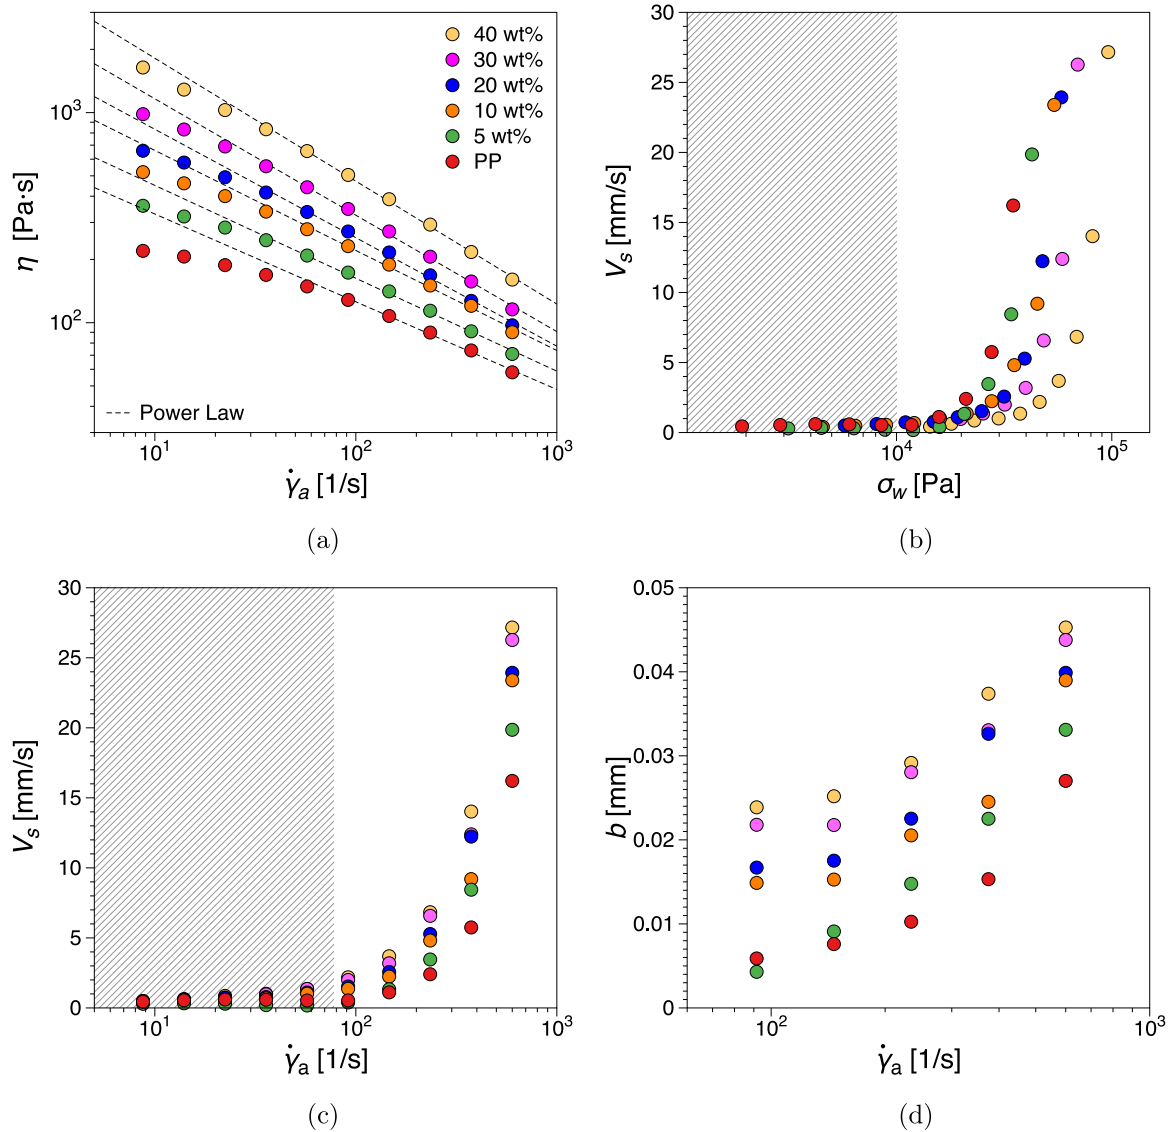 40 wt%
30 wt%
20 wt%
10 wt%
5 wt%
PP
10³
10²
η [Pa·s]
Power Law
10¹ 10² 10³
γ̇ₐ [1/s]
(a)
30
25
20
15
10
5
0
Vₛ [mm/s]
10⁴ 10⁵
σ_w [Pa]
(b)
30
25
20
15
10
5
0
Vₛ [mm/s]
10¹ 10² 10³
γ̇ₐ [1/s]
(c)
0.05
0.04
0.03
0.02
0.01
0
b [mm]
10² 10³
γ̇ₐ [1/s]
(d)